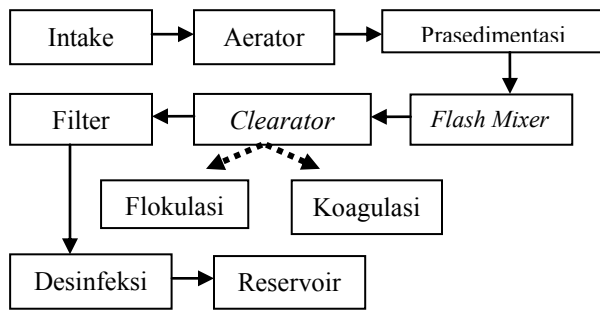 Intake
Aerator
Prasedimentasi
Filter
Clearator
Flash Mixer
Flokulasi
Koagulasi
Desinfeksi
Reservoir